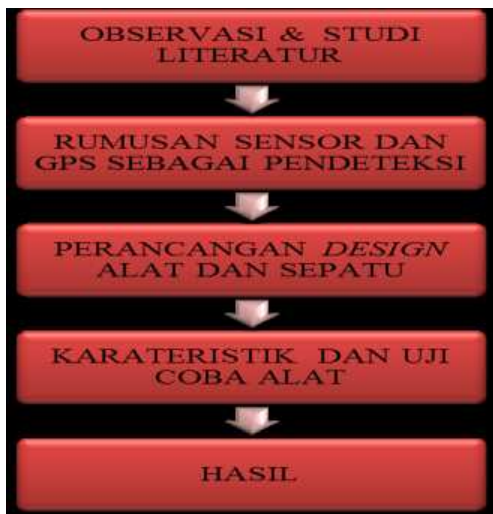 OBSERVASI & STUDI
LITERATUR
RUMUSAN SENSOR DAN
GPS SEBAGAI PENDETEKSI
PERANCANGAN DESIGN
ALAT DAN SEPATU
KARATERISTIK DAN UJI
COBA ALAT
HASIL